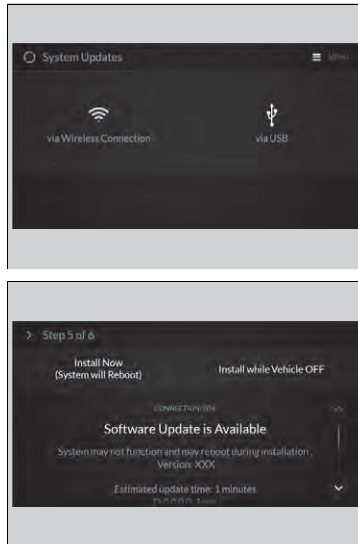 System Updates
Menu
via Wireless Connection
via USB
Step 5 of 6
Install Now
(System will Reboot)
Install while Vehicle OFF
CONNECTION: ON
Software Update is Available
System may not function and may reboot during installation .
Version: XXX
Estimated update time: 1 minutes